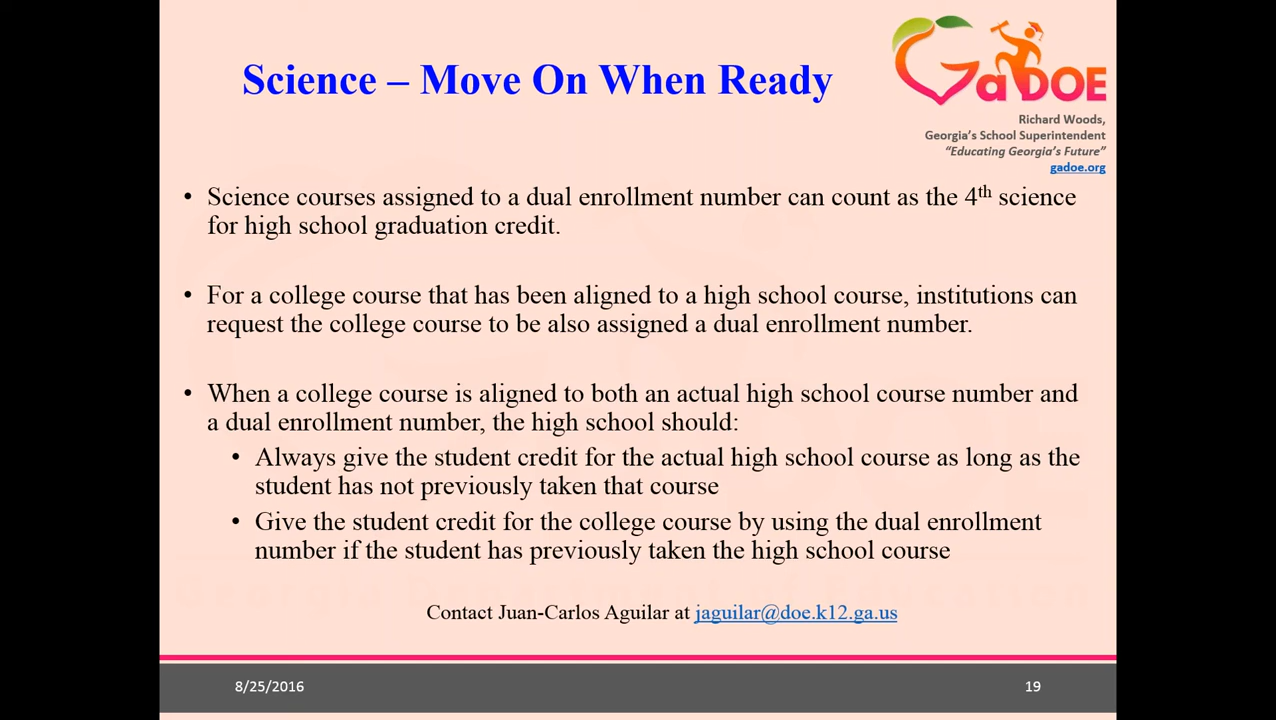 Science – Move On When Ready
GaDOE
Richard Woods,
Georgia's School Superintendent
“Educating Georgia's Future”
gadoe.org
• Science courses assigned to a dual enrollment number can count as the 4th science
for high school graduation credit.
• For a college course that has been aligned to a high school course, institutions can
request the college course to be also assigned a dual enrollment number.
• When a college course is aligned to both an actual high school course number and
a dual enrollment number, the high school should:
• Always give the student credit for the actual high school course as long as the
student has not previously taken that course
• Give the student credit for the college course by using the dual enrollment
number if the student has previously taken the high school course
Georgia Department of Education
Contact Juan-Carlos Aguilar at jaguilar@doe.k12.ga.us
8/25/2016
19